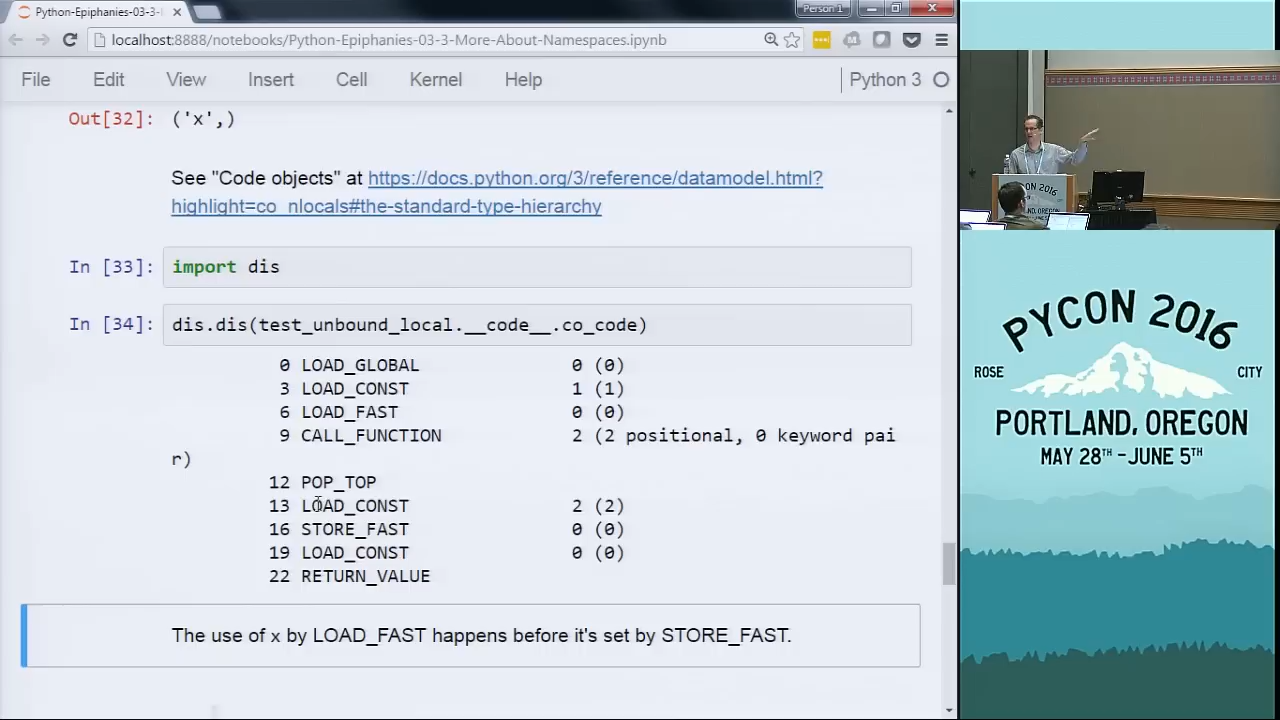 Python-Epiphanies-03-3-
Person 1
localhost:8888/notebooks/Python-Epiphanies-03-3-More-About-Namespaces.ipynb
File Edit View Insert Cell Kernel Help Python 3
Out[32]: ('x',)
See "Code objects" at https://docs.python.org/3/reference/datamodel.html?
highlight=co_nlocals#the-standard-type-hierarchy
In [33]: import dis
In [34]: dis.dis(test_unbound_local.__code__.co_code)
0 LOAD_GLOBAL 0 (0)
3 LOAD_CONST 1 (1)
6 LOAD_FAST 0 (0)
9 CALL_FUNCTION 2 (2 positional, 0 keyword pai
r)
12 POP_TOP
13 LOAD_CONST 2 (2)
16 STORE_FAST 0 (0)
19 LOAD_CONST 0 (0)
22 RETURN_VALUE
The use of x by LOAD_FAST happens before it's set by STORE_FAST.
PYCON 2016
PORTLAND, OREGON
PYCON 2016
ROSE CITY
PORTLAND, OREGON
MAY 28TH -JUNE 5TH